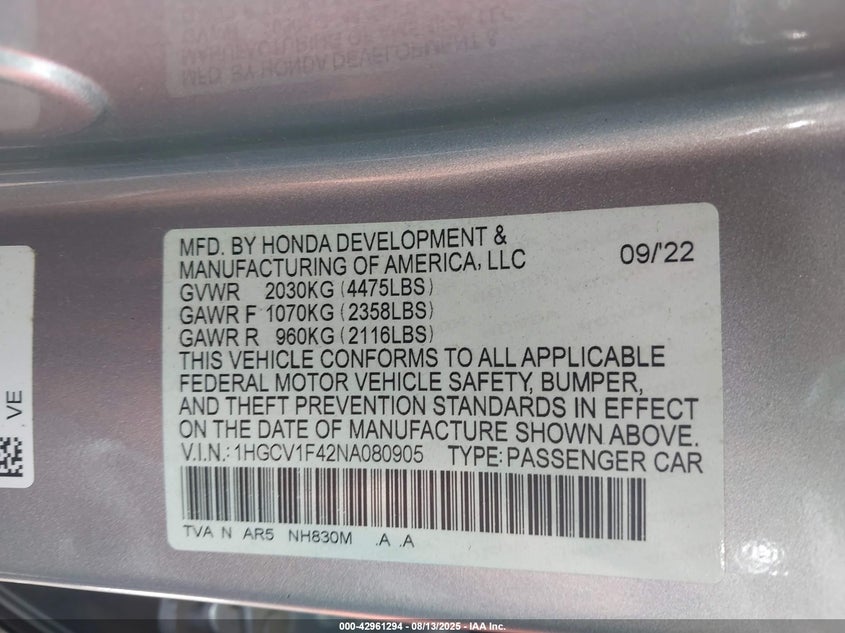 MFD. BY HONDA DEVELOPMENT &
MANUFACTURING OF AMERICA, LLC
09/'22
GVWR 2030KG (4475LBS)
GAWR F 1070KG (2358LBS)
GAWR R 960KG (2116LBS)
THIS VEHICLE CONFORMS TO ALL APPLICABLE
FEDERAL MOTOR VEHICLE SAFETY, BUMPER,
AND THEFT PREVENTION STANDARDS IN EFFECT
ON THE DATE OF MANUFACTURE SHOWN ABOVE.
V.I.N.: 1HGCV1F42NA080905 TYPE: PASSENGER CAR
TVA N AR5 NH830M .A .A
VE
000-42961294 - 08/13/2025 - IAA Inc.